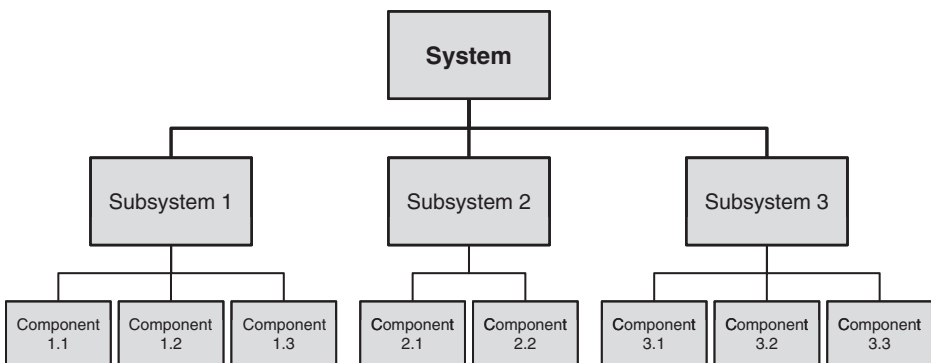 System
Subsystem 1
Subsystem 2
Subsystem 3
Component
1.1
Component
1.2
Component
1.3
Component
2.1
Component
2.2
Component
3.1
Component
3.2
Component
3.3